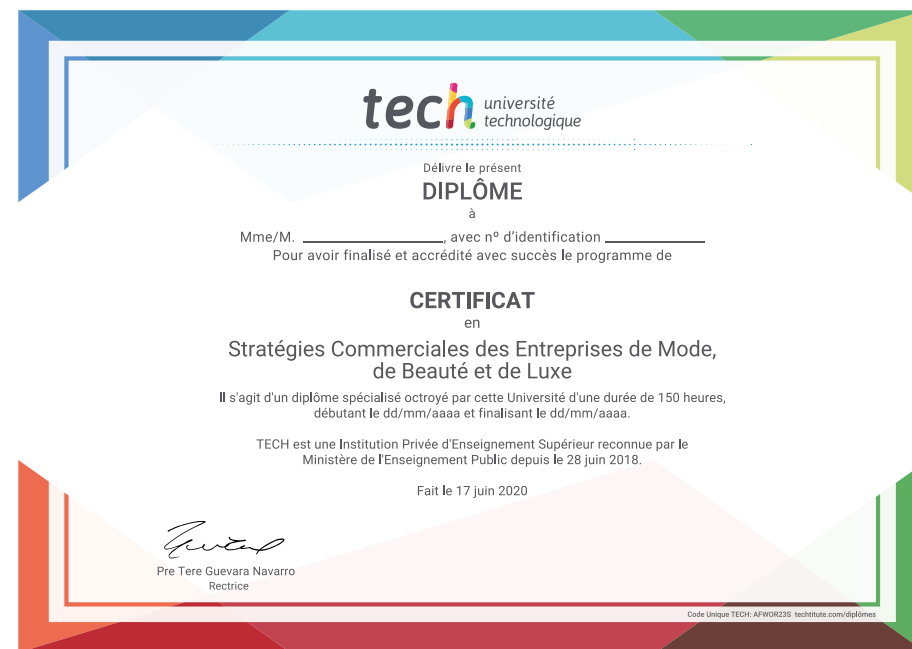 tech université
technologique
Délivre le présent
DIPLÔME
à
Mme/M. ____________, avec nº d'identification ____________
Pour avoir finalisé et accrédité avec succès le programme de
CERTIFICAT
en
Stratégies Commerciales des Entreprises de Mode,
de Beauté et de Luxe
Il s'agit d'un diplôme spécialisé octroyé par cette Université d'une durée de 150 heures,
débutant le dd/mm/aaaa et finalisant le dd/mm/aaaa.
TECH est une Institution Privée d'Enseignement Supérieur reconnue par le
Ministère de l'Enseignement Public depuis le 28 juin 2018.
Fait le 17 juin 2020
Pre Tere Guevara Navarro
Rectrice
Code Unique TECH: AFWOR23S techtitute.com/diplômes